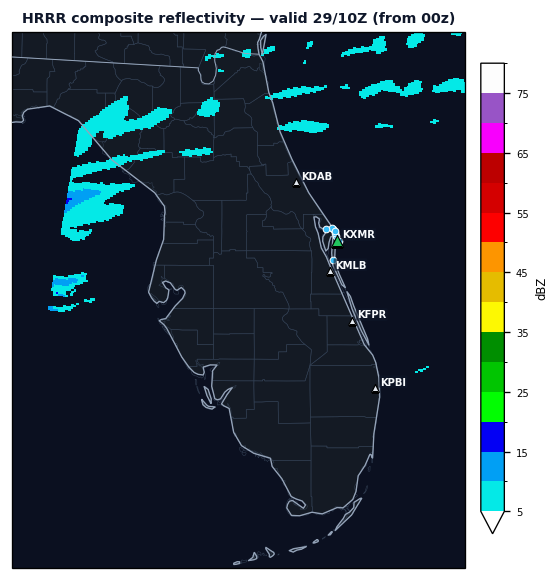 HRRR composite reflectivity — valid 29/10Z (from 00z)
KDAB
KXMR
KMLB
KFPR
KPBI
75
65
55
45
35
25
15
5
dBZ